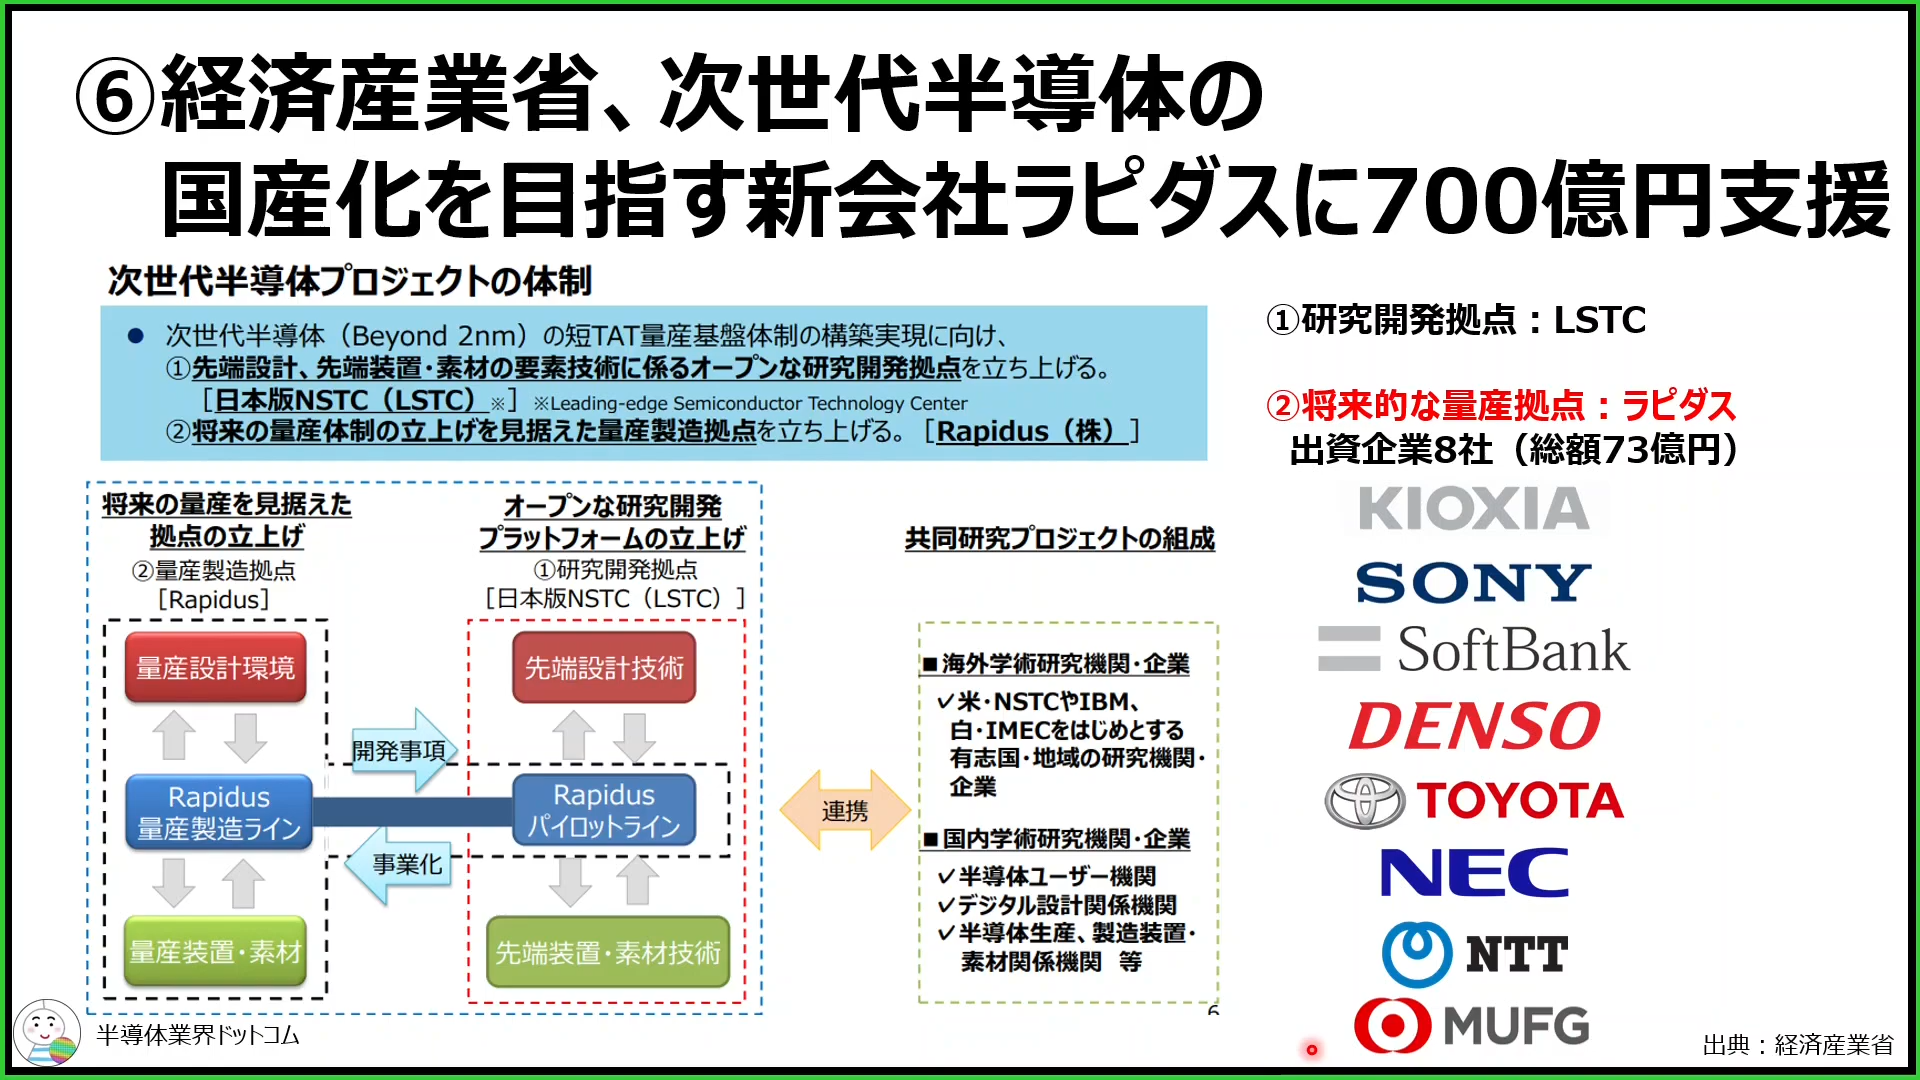 ⑥経済産業省、次世代半導体の
国産化を目指す新会社ラピダスに700億円支援
次世代半導体プロジェクトの体制
● 次世代半導体（Beyond 2nm）の短TAT量産基盤体制の構築実現に向け、
①先端設計、先端装置・素材の要素技術に係るオープンな研究開発拠点を立ち上げる。
［日本版NSTC（LSTC）※］ ※Leading-edge Semiconductor Technology Center
②将来の量産体制の立上げを見据えた量産製造拠点を立ち上げる。［Rapidus（株）］
将来の量産を見据えた
拠点の立上げ
②量産製造拠点
［Rapidus］
量産設計環境
Rapidus
量産製造ライン
量産装置・素材
開発事項
事業化
オープンな研究開発
プラットフォームの立上げ
①研究開発拠点
［日本版NSTC（LSTC）］
先端設計技術
Rapidus
パイロットライン
先端装置・素材技術
連携
共同研究プロジェクトの組成
■海外学術研究機関・企業
✓米・NSTCやIBM、
白・IMECをはじめとする
有志国・地域の研究機関・
企業
■国内学術研究機関・企業
✓半導体ユーザー機関
✓デジタル設計関係機関
✓半導体生産、製造装置・
素材関係機関 等
6
①研究開発拠点：LSTC
②将来的な量産拠点：ラピダス
出資企業8社（総額73億円）
KIOXIA
SONY
SoftBank
DENSO
TOYOTA
NEC
NTT
MUFG
半導体業界ドットコム
出典：経済産業省